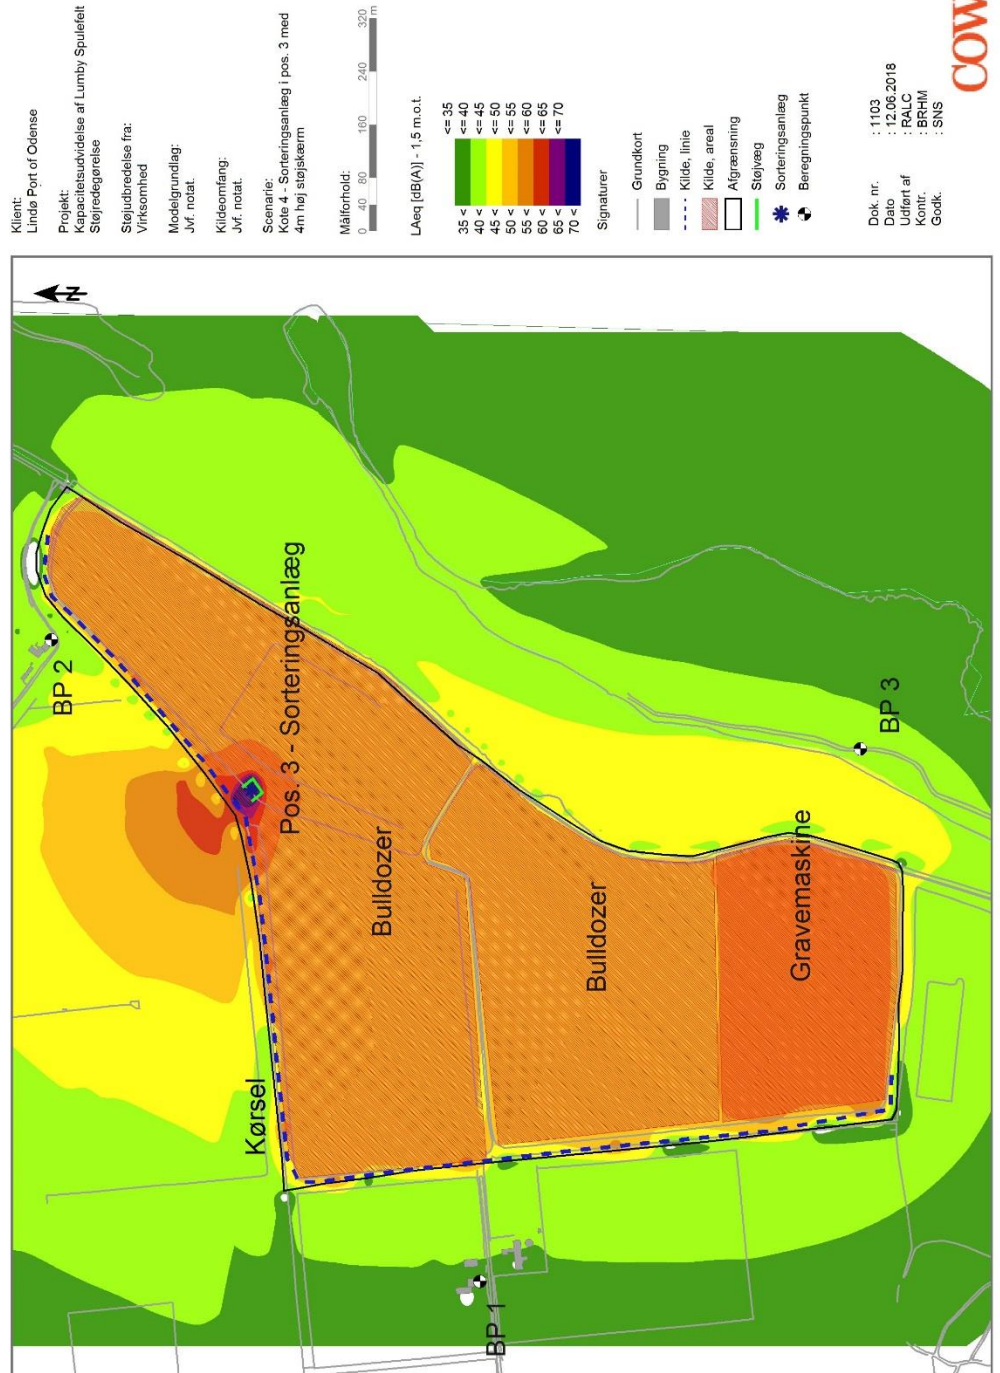 Klient:
Lindø Port of Odense
Projekt:
Kapacitetsudvidelse af Lumby Spulefelt
Støjredegørelse
Støjudbredelse fra:
Virksomhed
Modelgrundlag:
Jvf. notat.
Kildeomfang:
Jvf. notat.
Scenarie:
Kote 4 - Sorteringsanlæg i pos. 3 med
4m høj støjskærm
Målforhold:
0 40 80 160 240 320
m
LAeq [dB(A)] - 1,5 m.o.t.
<= 35
35 < <= 40
40 < <= 45
45 < <= 50
50 < <= 55
55 < <= 60
60 < <= 65
65 < <= 70
70 <
Signaturer
Grundkort
Bygning
Kilde, linie
Kilde, areal
Afgrænsning
Støjvæg
Sorteringsanlæg
Beregningspunkt
Dok. nr. : 1103
Dato : 12.06.2018
Udført af : RALC
Kontr. : BRHM
Godk. : SNS
COW
N
BP 2
Pos. 3 - Sorteringsanlæg
Bulldozer
Kørsel
Bulldozer
Gravemaskine
BP 3
BP 1